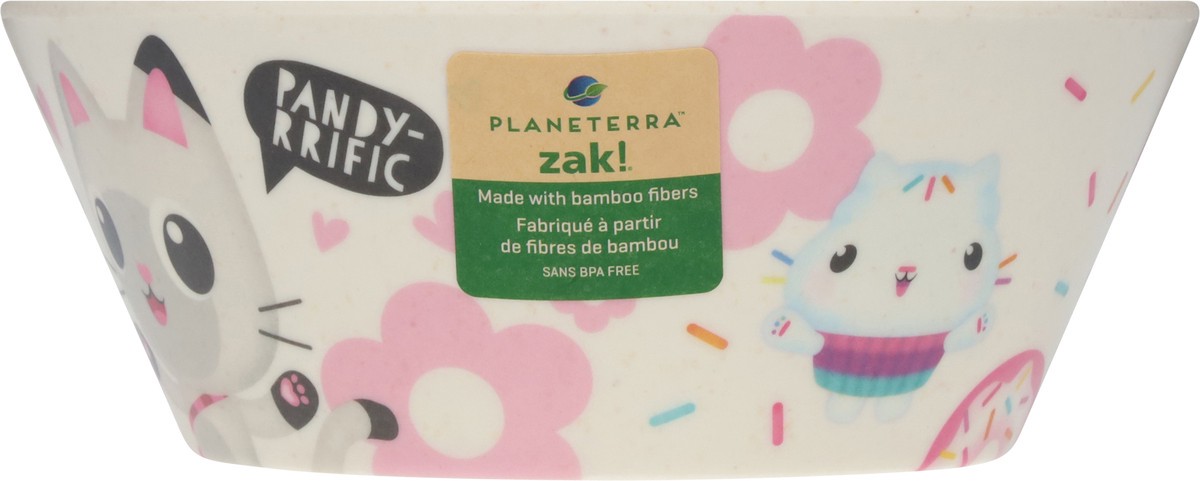 PANDY-
RRIFIC
PLANETERRA™
zak!®
Made with bamboo fibers
Fabriqué à partir
de fibres de bambou
SANS BPA FREE